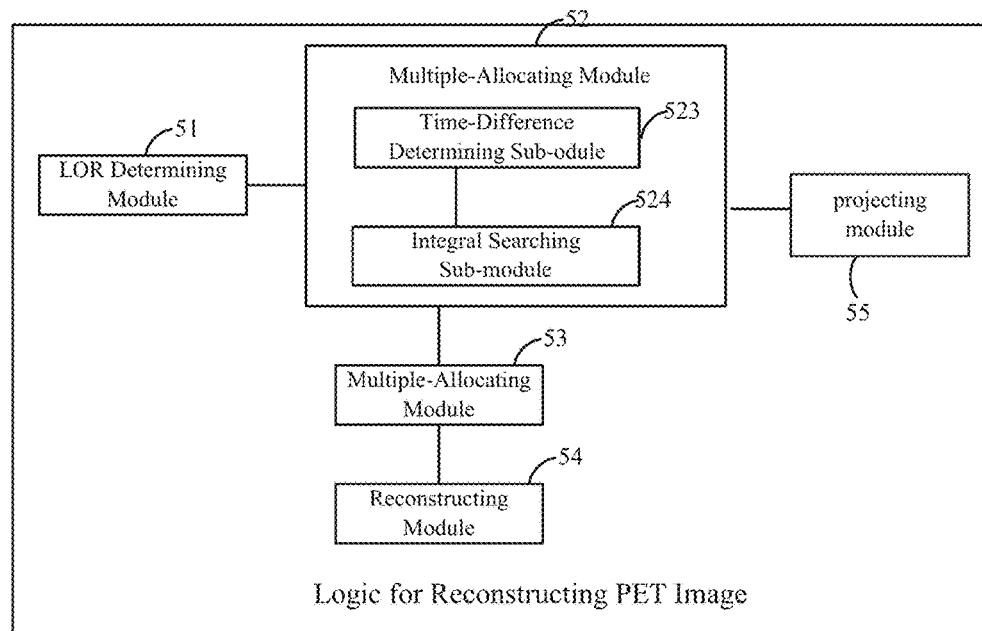 52
Multiple-Allocating Module
523
Time-Difference
Determining Sub-odule
51
LOR Determining
Module
524
Integral Searching
Sub-module
projecting
module
55
53
Multiple-Allocating
Module
54
Reconstructing
Module
Logic for Reconstructing PET Image